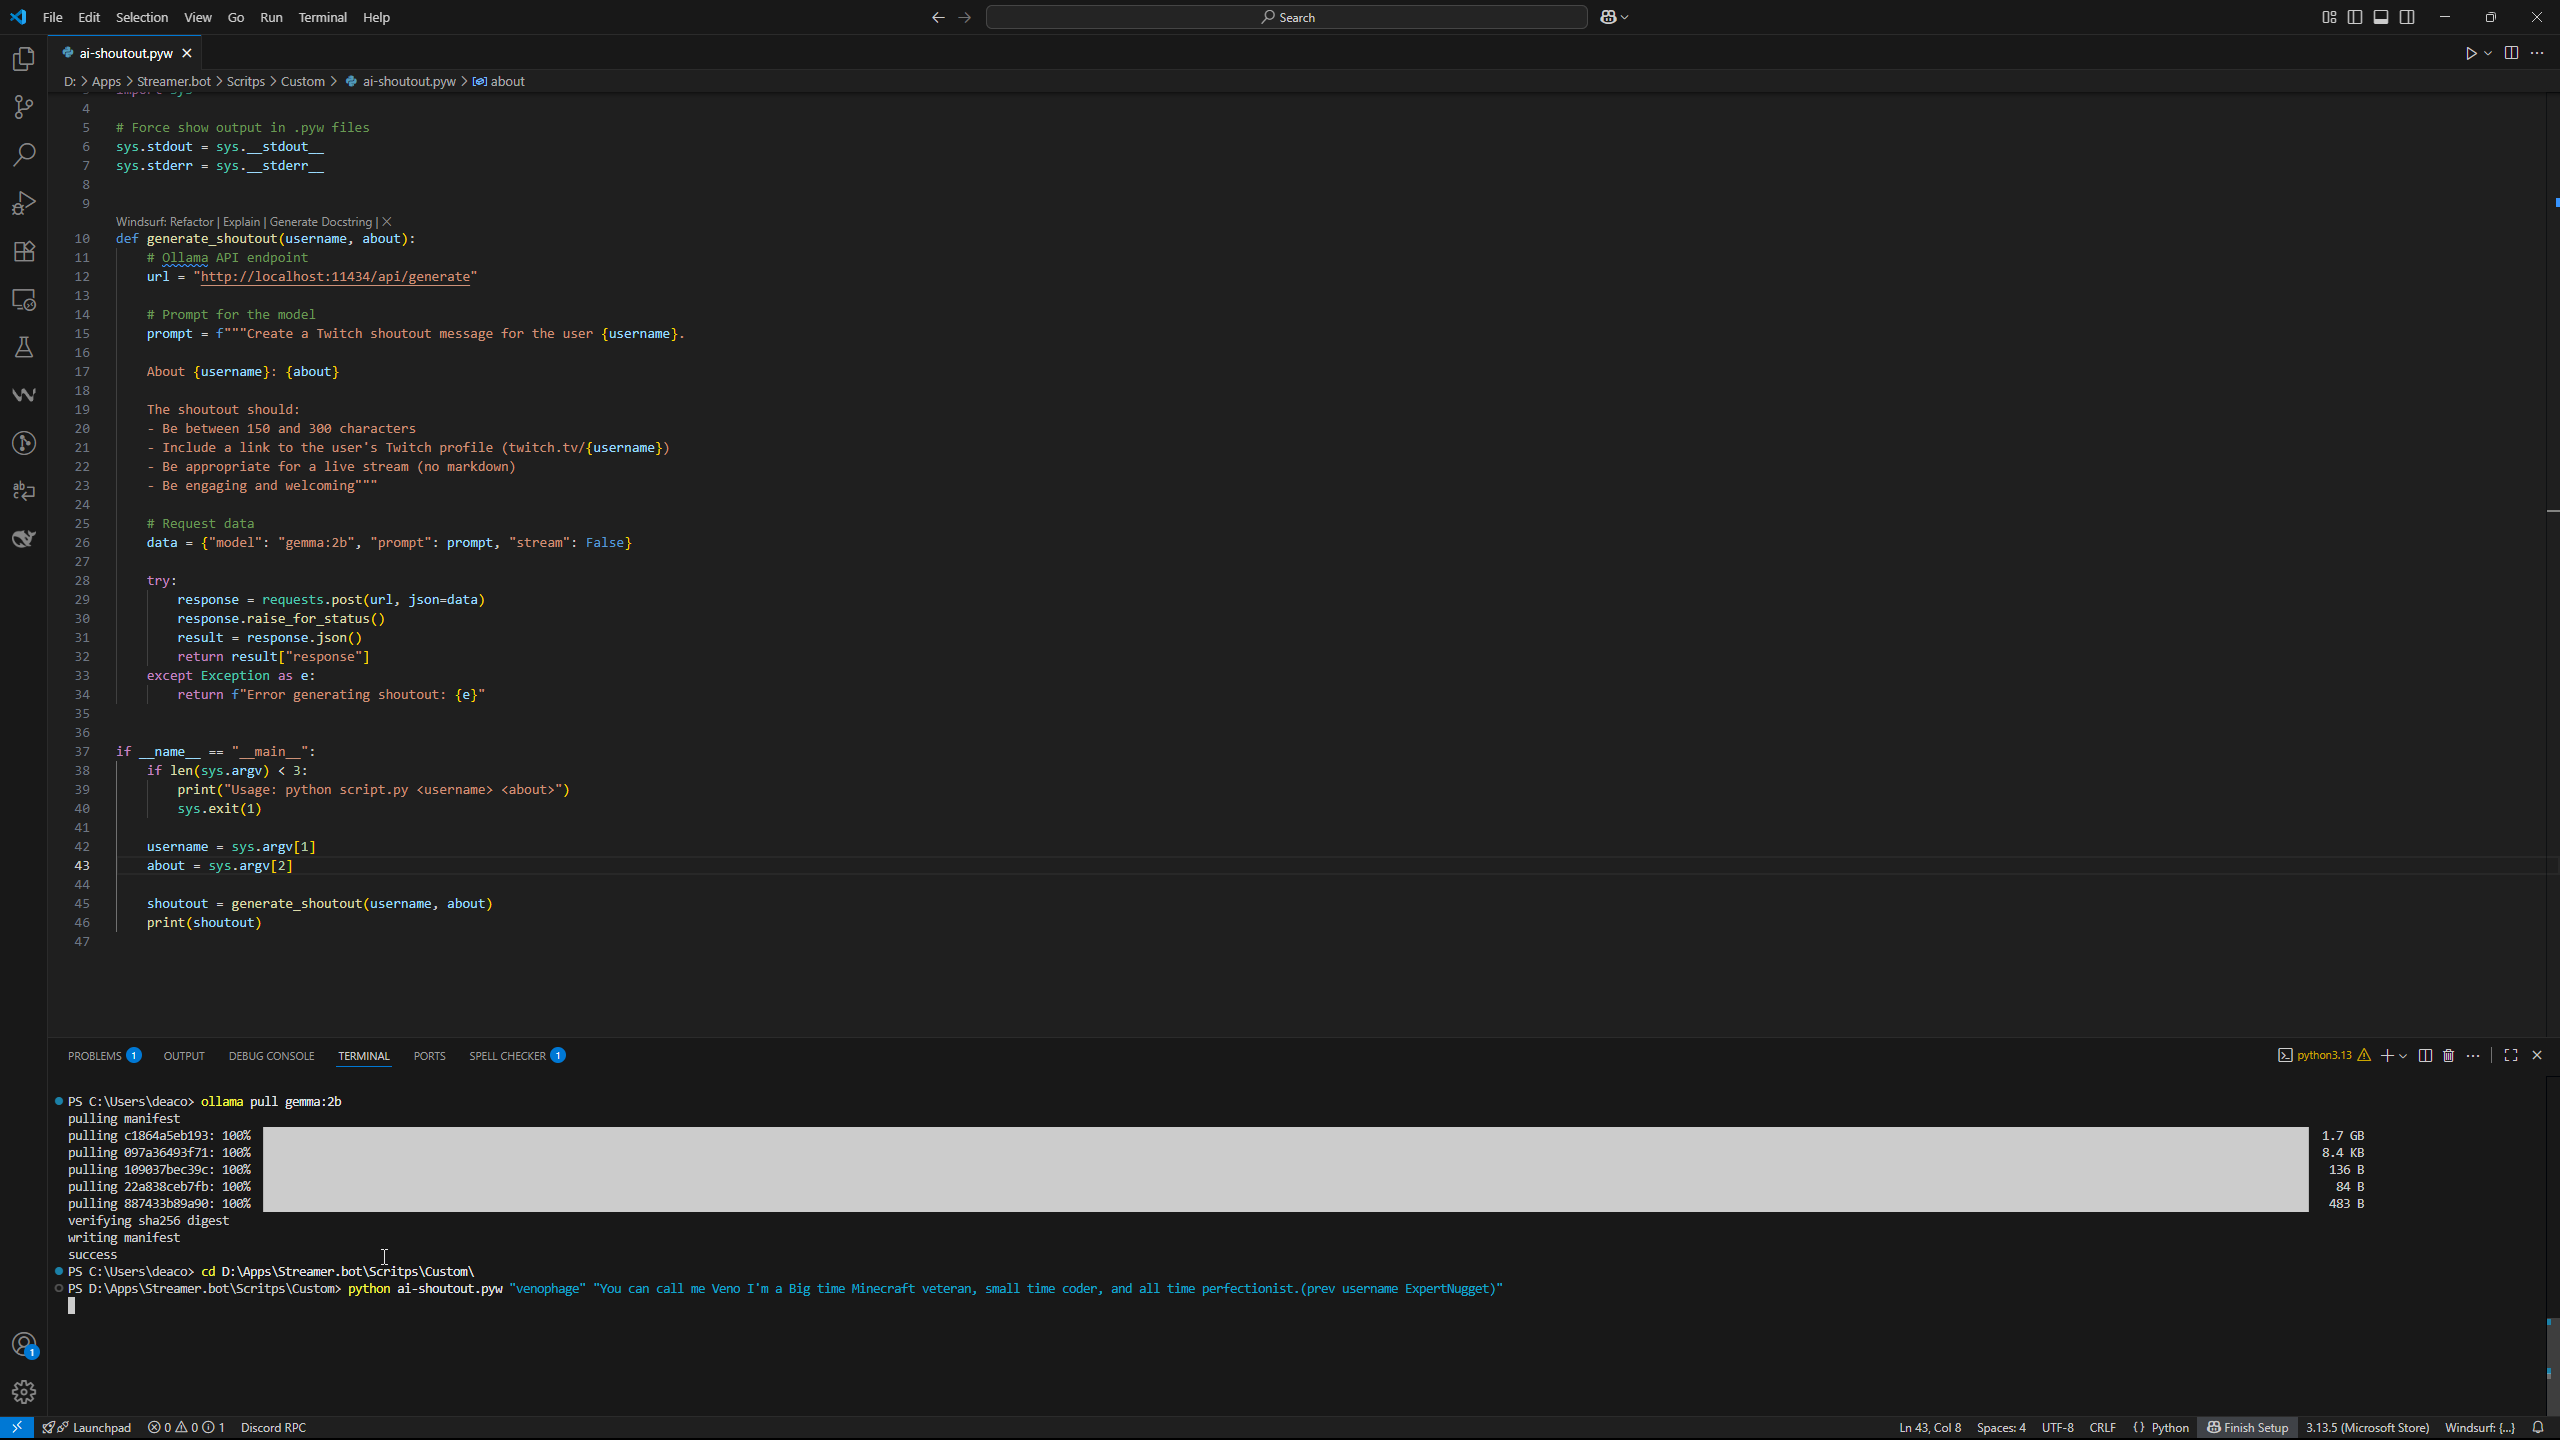 File Edit Selection View Go Run Terminal Help
Search
ai-shoutout.pyw
D: > Apps > Streamer.bot > Scritps > Custom > ai-shoutout.pyw > about
3 import sys
4
5 # Force show output in .pyw files
6 sys.stdout = sys.__stdout__
7 sys.stderr = sys.__stderr__
8
9
Windsurf: Refactor | Explain | Generate Docstring | X
10 def generate_shoutout(username, about):
11 # Ollama API endpoint
12 url = "http://localhost:11434/api/generate"
13
14 # Prompt for the model
15 prompt = f"""Create a Twitch shoutout message for the user {username}.
16
17 About {username}: {about}
18
19 The shoutout should:
20 - Be between 150 and 300 characters
21 - Include a link to the user's Twitch profile (twitch.tv/{username})
22 - Be appropriate for a live stream (no markdown)
23 - Be engaging and welcoming"""
24
25 # Request data
26 data = {"model": "gemma:2b", "prompt": prompt, "stream": False}
27
28 try:
29 response = requests.post(url, json=data)
30 response.raise_for_status()
31 result = response.json()
32 return result["response"]
33 except Exception as e:
34 return f"Error generating shoutout: {e}"
35
36
37 if __name__ == "__main__":
38 if len(sys.argv) < 3:
39 print("Usage: python script.py <username> <about>")
40 sys.exit(1)
41
42 username = sys.argv[1]
43 about = sys.argv[2]
44
45 shoutout = generate_shoutout(username, about)
46 print(shoutout)
47
PROBLEMS 1 OUTPUT DEBUG CONSOLE TERMINAL PORTS SPELL CHECKER 1
python3.13
PS C:\Users\deaco> ollama pull gemma:2b
pulling manifest
pulling c1864a5eb193: 100% 1.7 GB
pulling 097a36493f71: 100% 8.4 KB
pulling 109037bec39c: 100% 136 B
pulling 22a838ceb7fb: 100% 84 B
pulling 887433b89a90: 100% 483 B
verifying sha256 digest
writing manifest
success
PS C:\Users\deaco> cd D:\Apps\Streamer.bot\Scritps\Custom\
PS D:\Apps\Streamer.bot\Scritps\Custom> python ai-shoutout.pyw "venophage" "You can call me Veno I'm a Big time Minecraft veteran, small time coder, and all time perfectionist.(prev username ExpertNugget)"
1
Launchpad 0 0 1 Discord RPC
Ln 43, Col 8 Spaces: 4 UTF-8 CRLF {} Python Finish Setup 3.13.5 (Microsoft Store) Windsurf: {...}